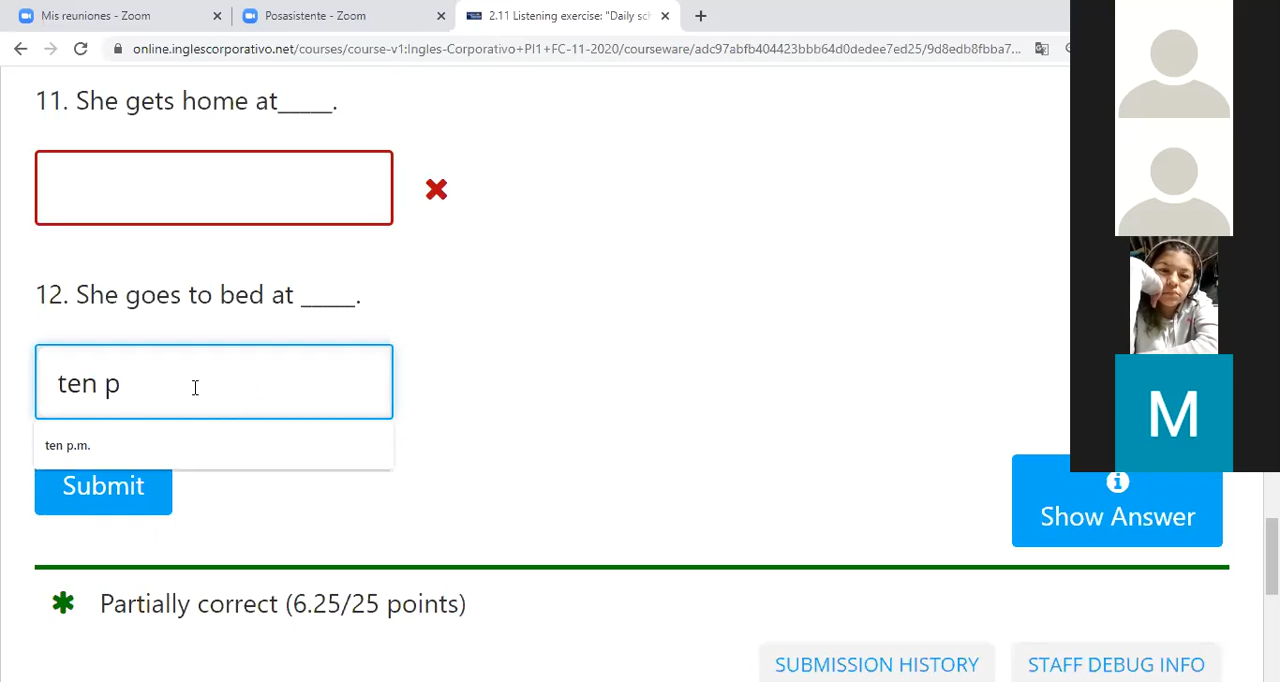 Mis reuniones - Zoom
Posasistente - Zoom
2.11 Listening exercise: "Daily sch
online.inglescorporativo.net/courses/course-v1:Ingles-Corporativo+PI1+FC-11-2020/courseware/adc97abfb404423bbb64d0dedee7ed25/9d8edb8fbba7...
11. She gets home at_____.
12. She goes to bed at _____.
ten p
ten p.m.
M
Submit
Show Answer
Partially correct (6.25/25 points)
SUBMISSION HISTORY
STAFF DEBUG INFO